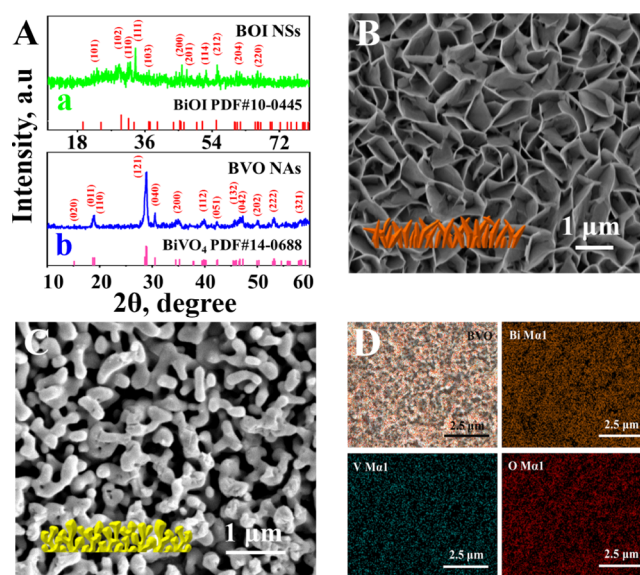 A
Intensity, a.u
BOI NSs
(101)
(102)
(110)
(111)
(103)
(200)
(201)
(114)
(212)
(204)
(220)
a
BiOI PDF#10-0445
18 36 54 72
BVO NAs
(020)
(011)
(110)
(121)
(040)
(200)
(112)
(051)
(132)
(042)
(202)
(222)
(321)
b
BiVO₄ PDF#14-0688
10 20 30 40 50 60
2θ, degree
B
1 μm
C
1 μm
D
BVO
2.5 μm
Bi Mα1
2.5 μm
V Mα1
2.5 μm
O Mα1
2.5 μm